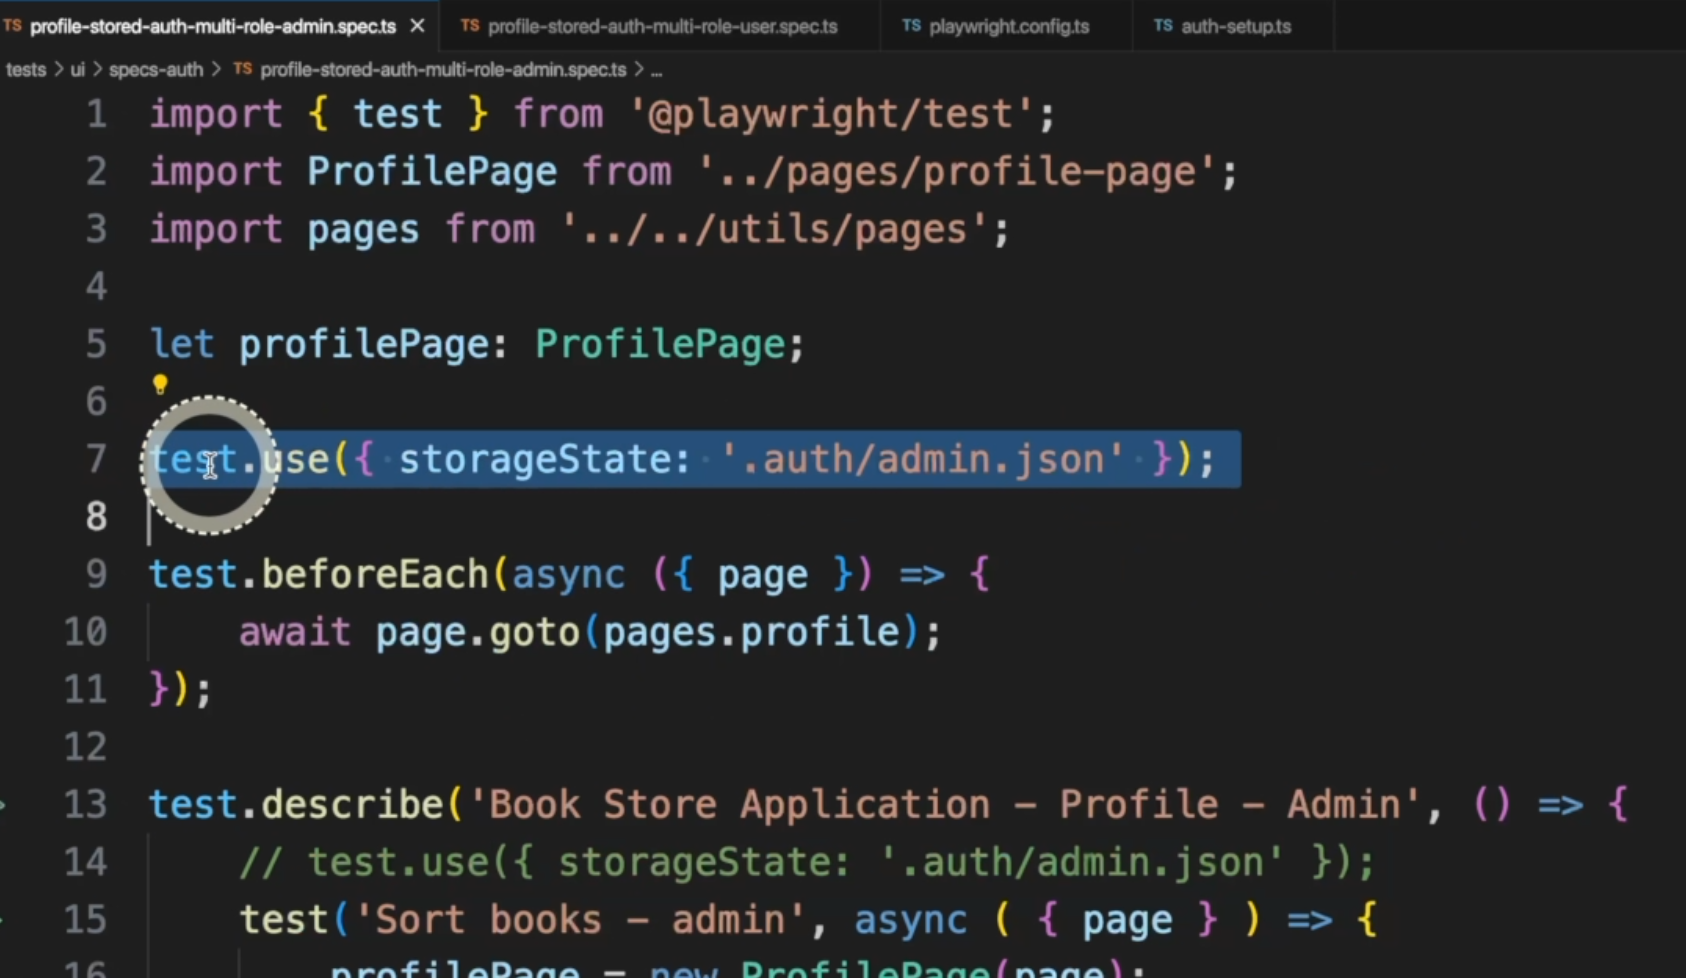 TS profile-stored-auth-multi-role-admin.spec.ts × TS profile-stored-auth-multi-role-user.spec.ts TS playwright.config.ts TS auth-setup.ts
tests > ui > specs-auth > TS profile-stored-auth-multi-role-admin.spec.ts > ...
1 import { test } from '@playwright/test';
2 import ProfilePage from '../pages/profile-page';
3 import pages from '../../utils/pages';
4
5 let profilePage: ProfilePage;
6
7 test.use({ storageState: '.auth/admin.json' });
8
9 test.beforeEach(async ({ page }) => {
10 await page.goto(pages.profile);
11 });
12
13 test.describe('Book Store Application – Profile – Admin', () => {
14 // test.use({ storageState: '.auth/admin.json' });
15 test('Sort books – admin', async ( { page } ) => {
16 profilePage = new ProfilePage(page);